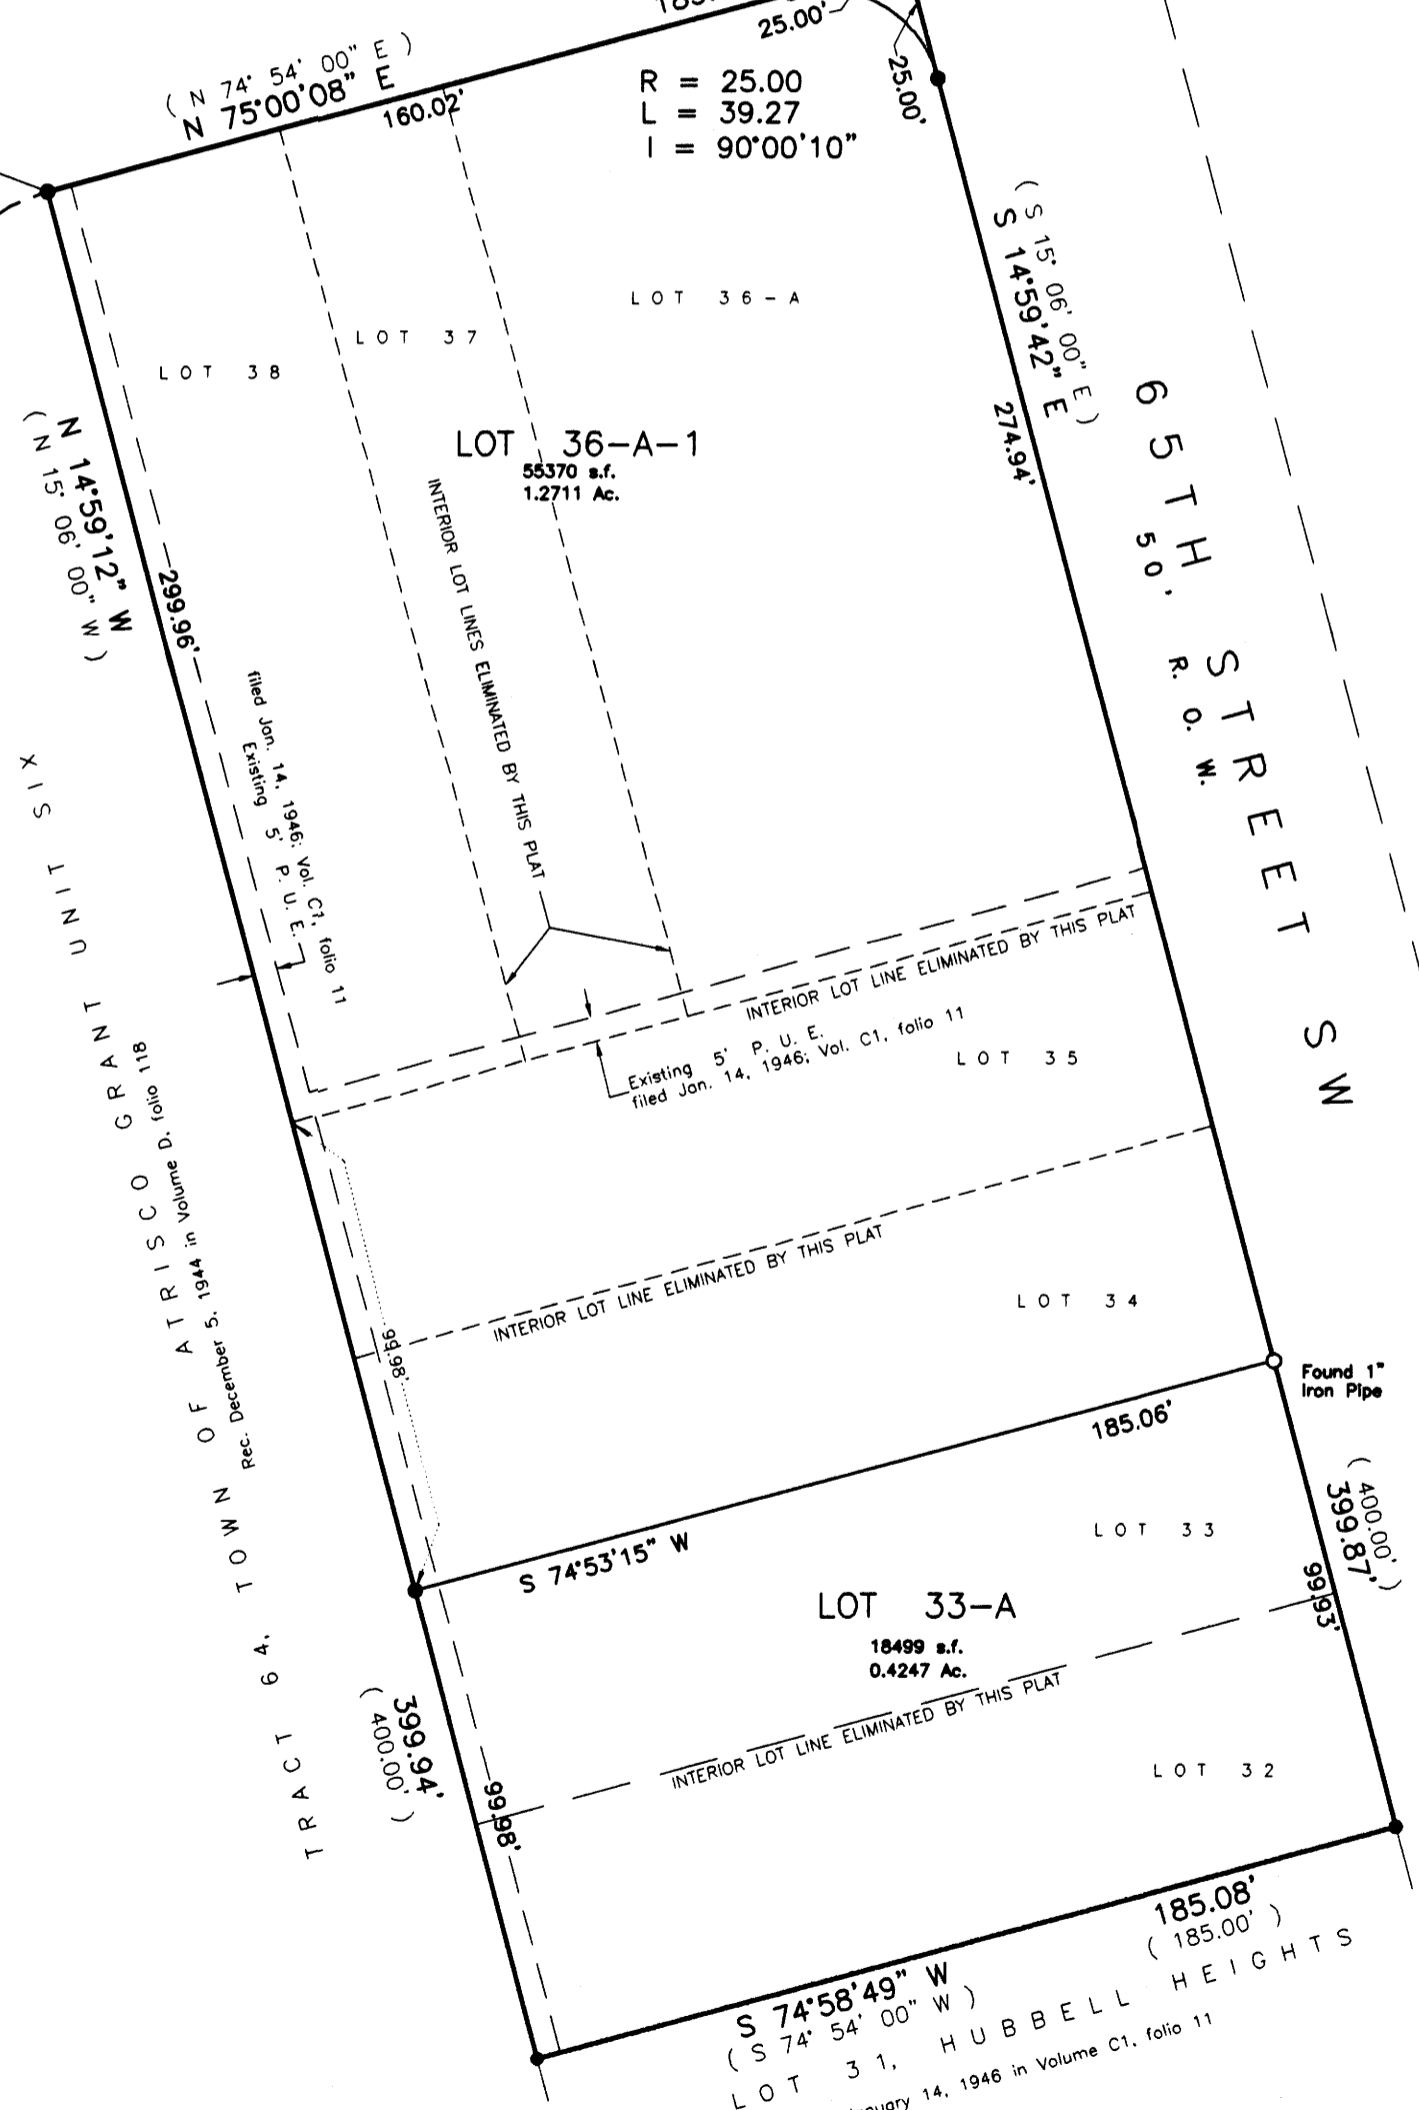 25.00'
( N 74° 54' 00" E )
N 75°00'08" E
160.02'
R = 25.00
L = 39.27
I = 90°00'10"
25.00'
( S 15° 06' 00" E )
S 14°59'42" E
274.94'
LOT 36-A
LOT 37
LOT 38
LOT 36-A-1
55370 s.f.
1.2711 Ac.
N 14°59'12" W
( N 15° 06' 00" W )
299.96'
INTERIOR LOT LINES ELIMINATED BY THIS PLAT
65TH STREET SW
50' R. O. W.
filed Jan. 14, 1946; Vol. C1, folio 11
Existing 5' P. U. E.
INTERIOR LOT LINE ELIMINATED BY THIS PLAT
Existing 5' P. U. E.
filed Jan. 14, 1946; Vol. C1, folio 11
LOT 35
TRACT 64, TOWN OF ATRISCO GRANT UNIT SIX
Rec. December 5, 1944 in Volume D, folio 118
INTERIOR LOT LINE ELIMINATED BY THIS PLAT
LOT 34
Found 1"
Iron Pipe
185.06'
S 74°53'15" W
LOT 33
( 400.00' )
399.87'
99.93'
LOT 33-A
18499 s.f.
0.4247 Ac.
INTERIOR LOT LINE ELIMINATED BY THIS PLAT
399.94'
( 400.00' )
99.98'
LOT 32
185.08'
( 185.00' )
S 74°58'49" W
( S 74° 54' 00" W )
LOT 31, HUBBELL HEIGHTS
14, 1946 in Volume C1, folio 11